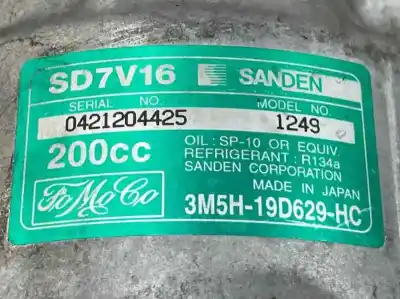 SD7V16 SANDEN
SERIAL NO. MODEL NO.
0421204425 1249
200cc OIL : SP-10 OR EQUIV.
REFRIGERANT : R134a
SANDEN CORPORATION
MADE IN JAPAN
FoMoCo 3M5H-19D629-HC